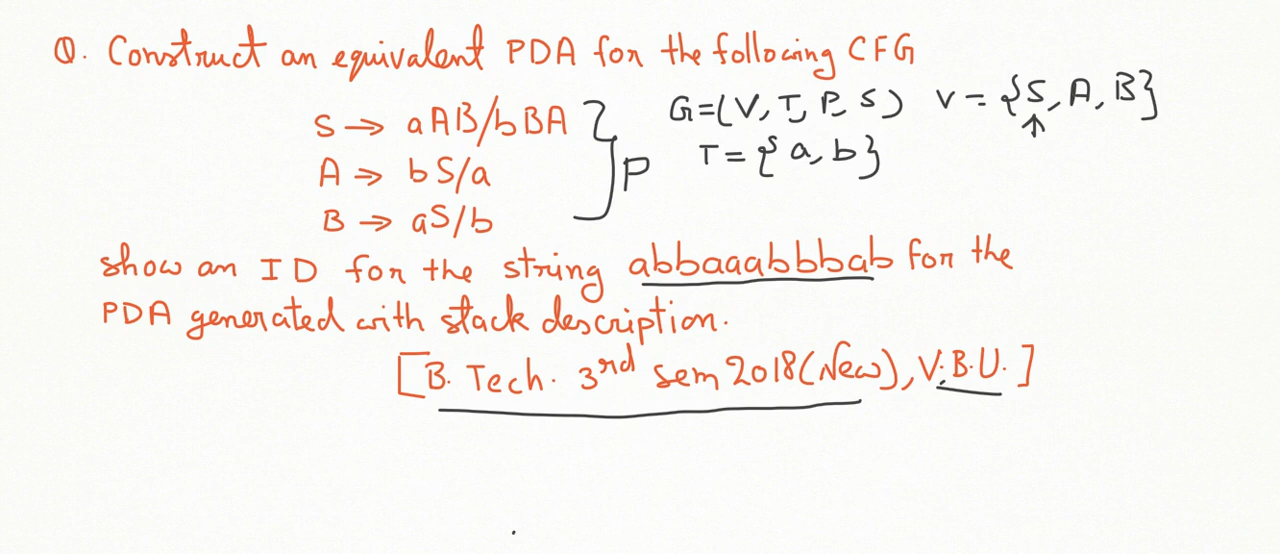 Q. Construct an equivalent PDA for the following CFG
S → aAB/bBA } P G=(V, T, P, S) V = {S, A, B}
↑
A → bS/a T = {a, b}
B → aS/b
show an ID for the string abbaaabbbab for the
PDA generated with stack description.
[B. Tech. 3rd sem 2018(New), V.B.U.]